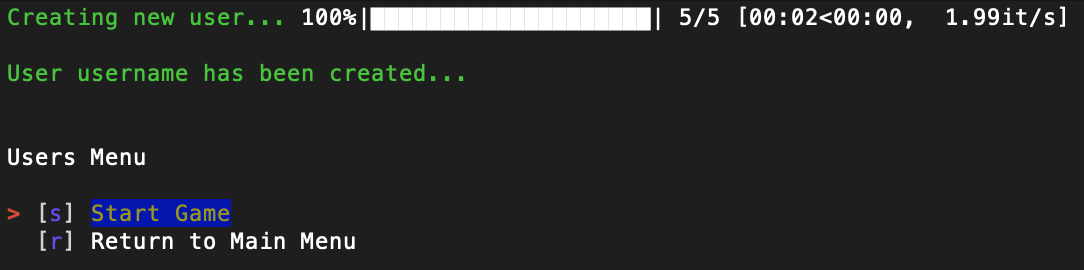 Creating new user... 100%|██████████████████████| 5/5 [00:02<00:00,  1.99it/s]
User username has been created...
Users Menu
> [s] Start Game
[r] Return to Main Menu